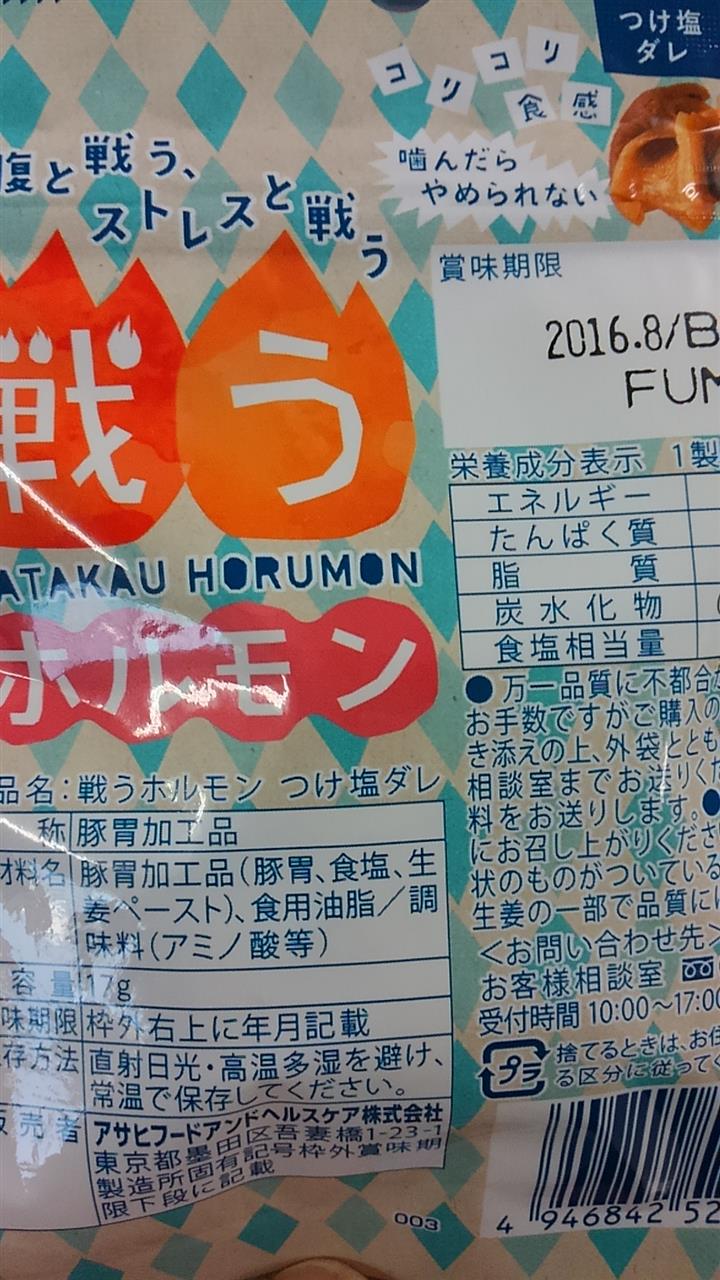 つけ塩
ダレ
コリコリ
食感
噛んだら
やめられない
腹と戦う、
ストレスと戦う
賞味期限
2016.8/B
FUM
戦う
ATAKAU HORUMON
ホルモン
栄養成分表示 1製
エネルギー
たんぱく質
脂 質
炭水化物
食塩相当量
●万一品質に不都合が
お手数ですがご購入の
き添えの上、外袋ととも
相談室までお送りくだ
料をお送りします。●
にお召し上がりくださ
状のものがついている
生姜の一部で品質には
<お問い合わせ先>
お客様相談室
受付時間 10:00〜17:00
プラ
捨てるときは、お住
る区分に従ってく
品名:戦うホルモン つけ塩ダレ
称 豚胃加工品
材料名 豚胃加工品(豚胃、食塩、生
姜ペースト)、食用油脂/調
味料(アミノ酸等)
容量 17g
味期限 枠外右上に年月記載
存方法 直射日光・高温多湿を避け、
常温で保存してください。
販売者 アサヒフードアンドヘルスケア株式会社
東京都墨田区吾妻橋1-23-1
製造所固有記号枠外賞味期
限下段に記載
003
4 946842 52